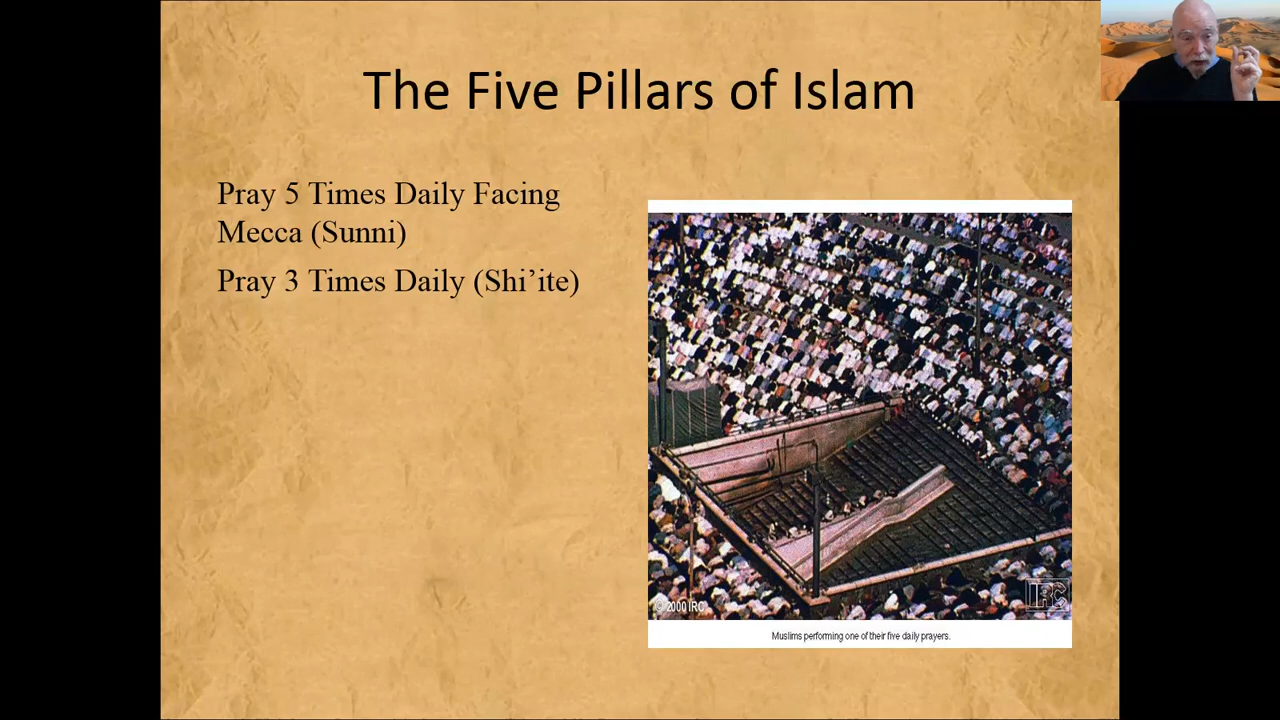 The Five Pillars of Islam
Pray 5 Times Daily Facing
Mecca (Sunni)
Pray 3 Times Daily (Shi’ite)
© 2000 IRC
IRC
Muslims performing one of their five daily prayers.